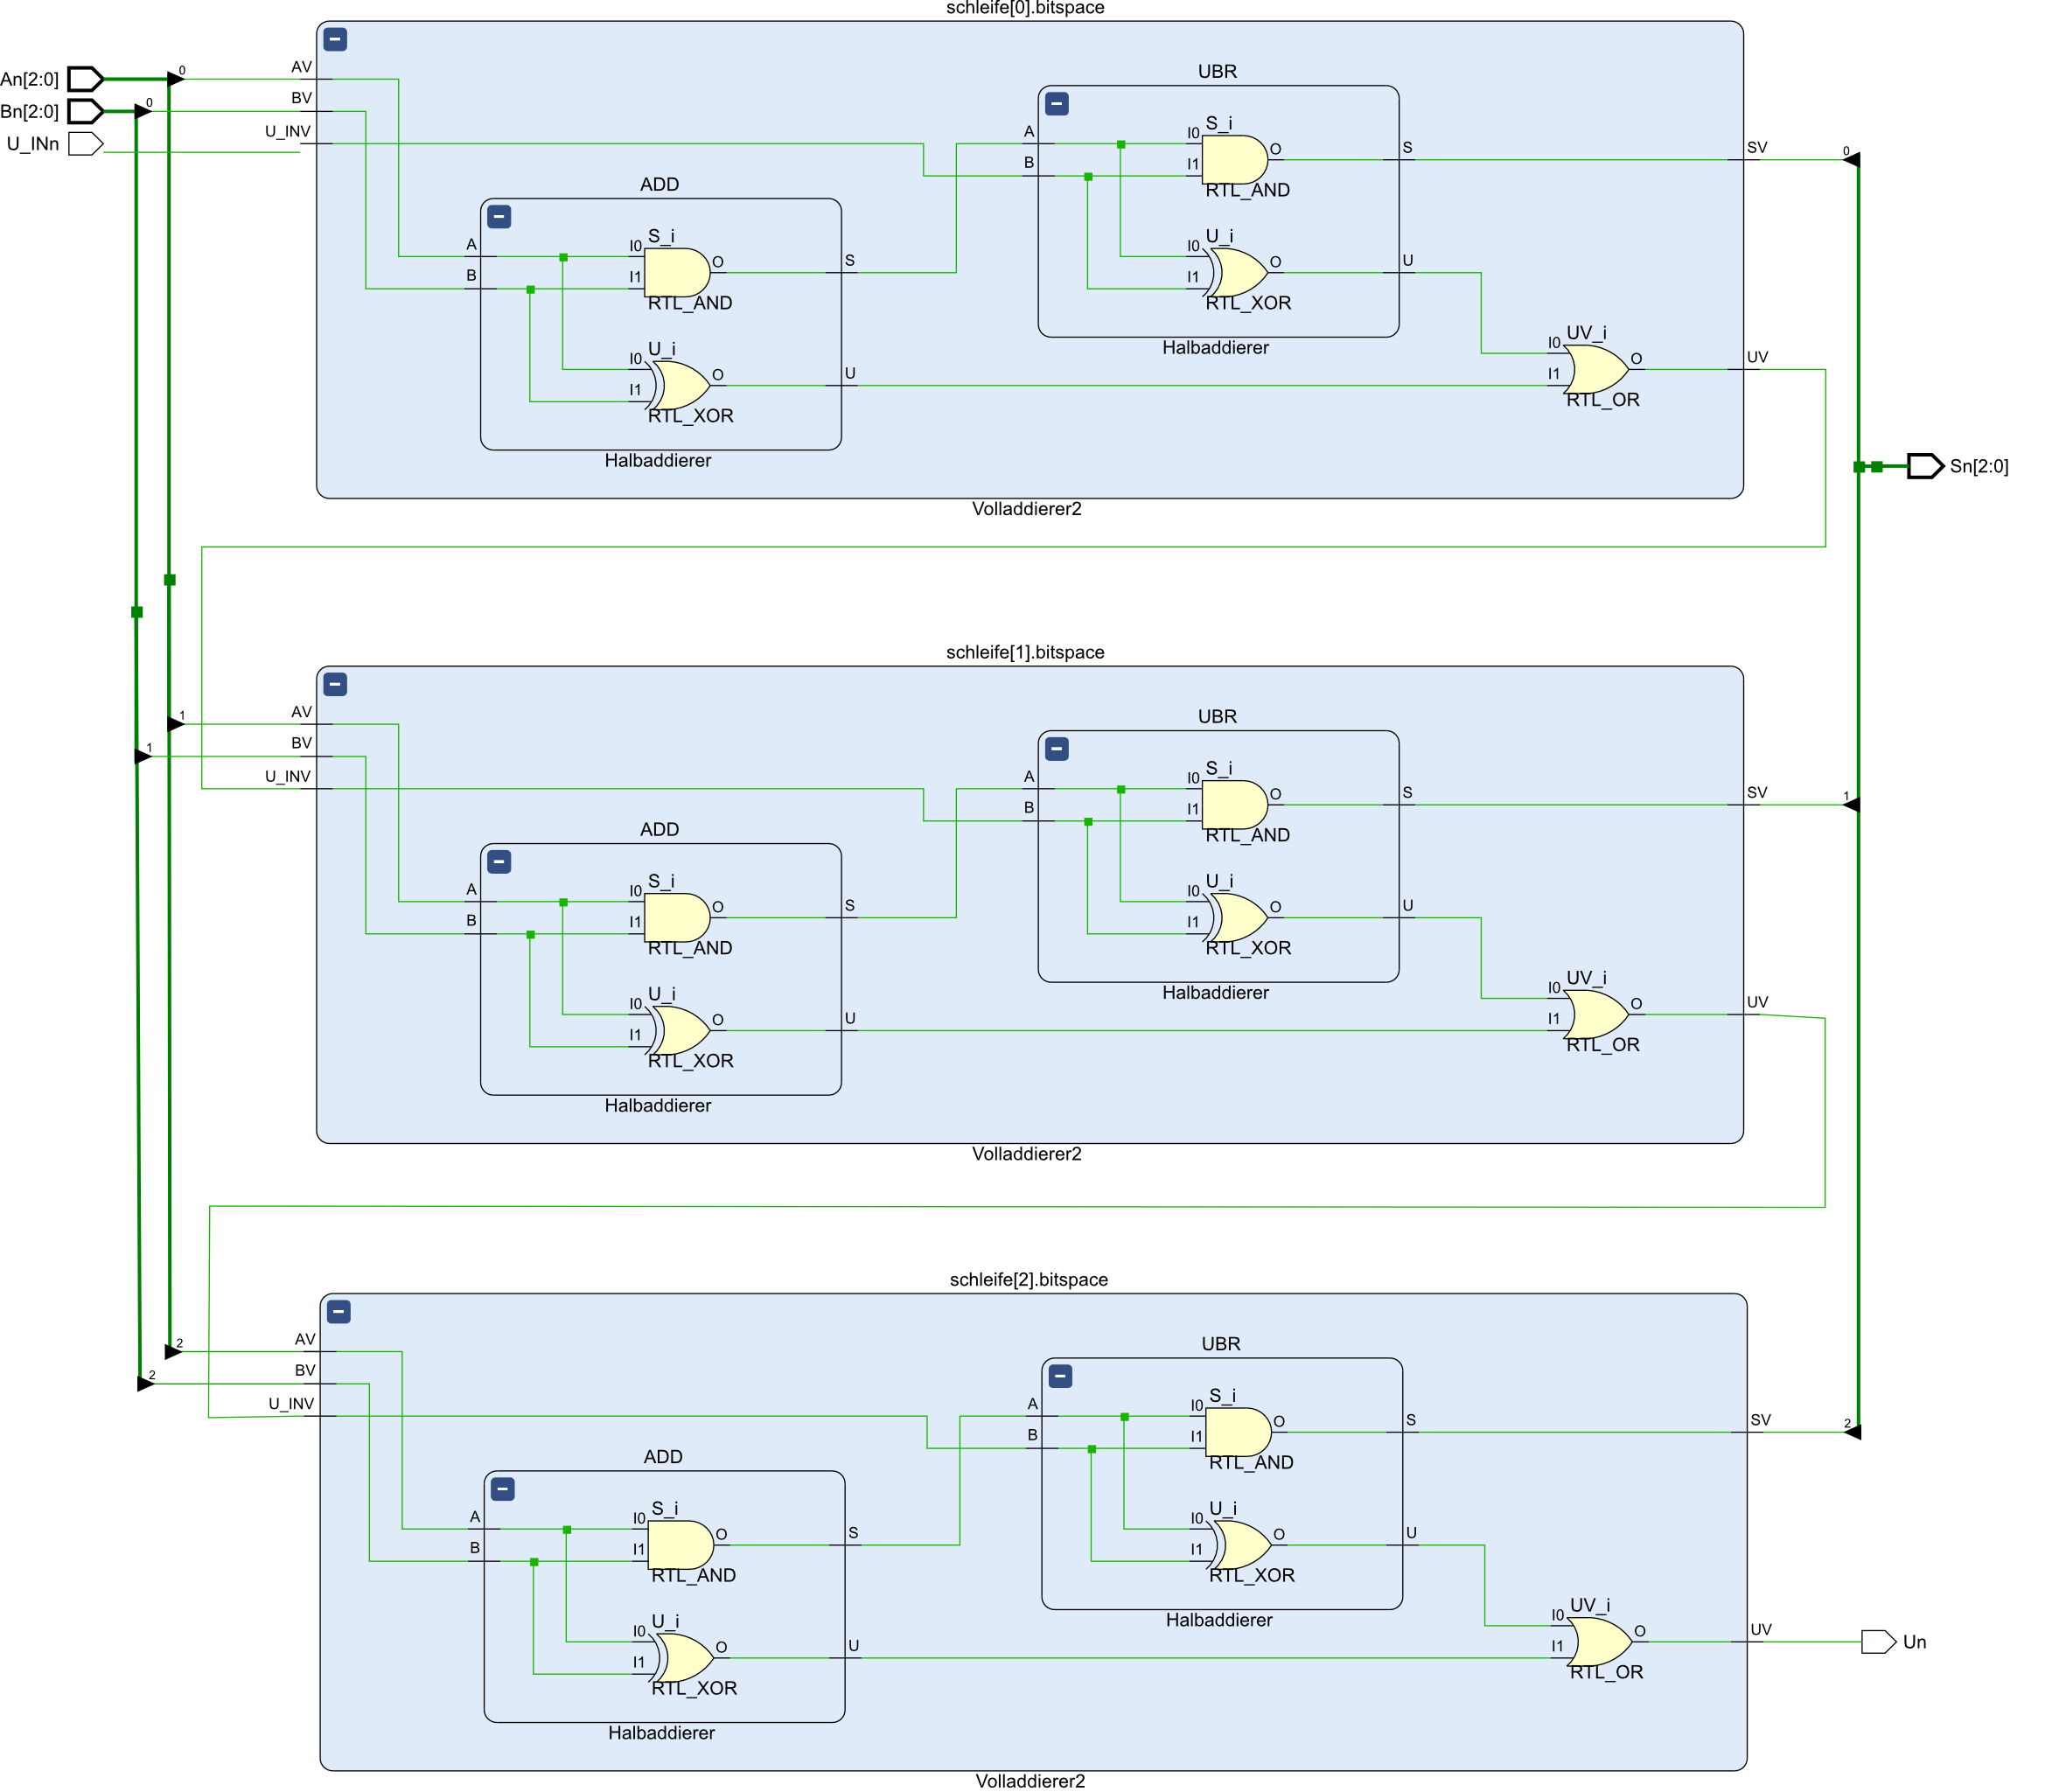 schleife[0].bitspace
An[2:0]
0
AV
Bn[2:0]
0
BV
U_INn
U_INV
UBR
A
B
S_i
I0
I1
O
RTL_AND
S
SV
0
U_i
I0
I1
O
RTL_XOR
U
Halbaddierer
ADD
A
B
S_i
I0
I1
O
RTL_AND
S
U_i
I0
I1
O
RTL_XOR
U
Halbaddierer
UV_i
I0
I1
O
RTL_OR
UV
Volladdierer2
Sn[2:0]
schleife[1].bitspace
1
AV
1
BV
U_INV
UBR
A
B
S_i
I0
I1
O
RTL_AND
S
SV
1
U_i
I0
I1
O
RTL_XOR
U
Halbaddierer
ADD
A
B
S_i
I0
I1
O
RTL_AND
S
U_i
I0
I1
O
RTL_XOR
U
Halbaddierer
UV_i
I0
I1
O
RTL_OR
UV
Volladdierer2
schleife[2].bitspace
2
AV
2
BV
U_INV
UBR
A
B
S_i
I0
I1
O
RTL_AND
S
SV
2
U_i
I0
I1
O
RTL_XOR
U
Halbaddierer
ADD
A
B
S_i
I0
I1
O
RTL_AND
S
U_i
I0
I1
O
RTL_XOR
U
Halbaddierer
UV_i
I0
I1
O
RTL_OR
UV
Un
Volladdierer2